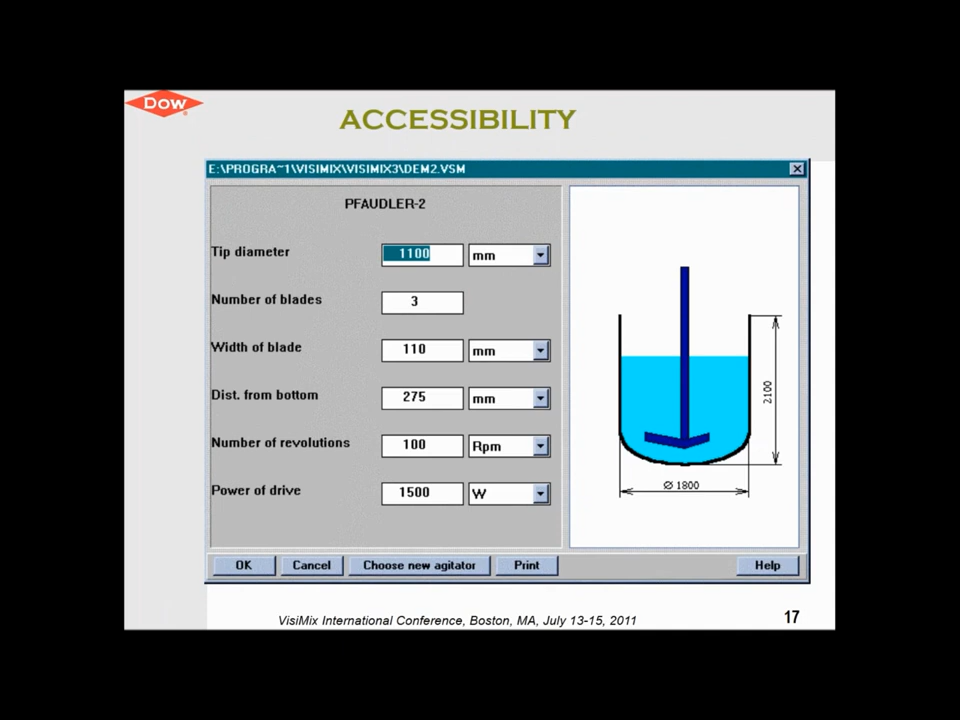 Dow
ACCESSIBILITY
E:\PROGRA~1\VISIMIX\VISIMIX3\DEM2.VSM
PFAUDLER-2
Tip diameter 1100 mm
Number of blades 3
Width of blade 110 mm
Dist. from bottom 275 mm
Number of revolutions 100 Rpm
Power of drive 1500 W
2100
Ø 1800
OK Cancel Choose new agitator Print Help
VisiMix International Conference, Boston, MA, July 13-15, 2011
17